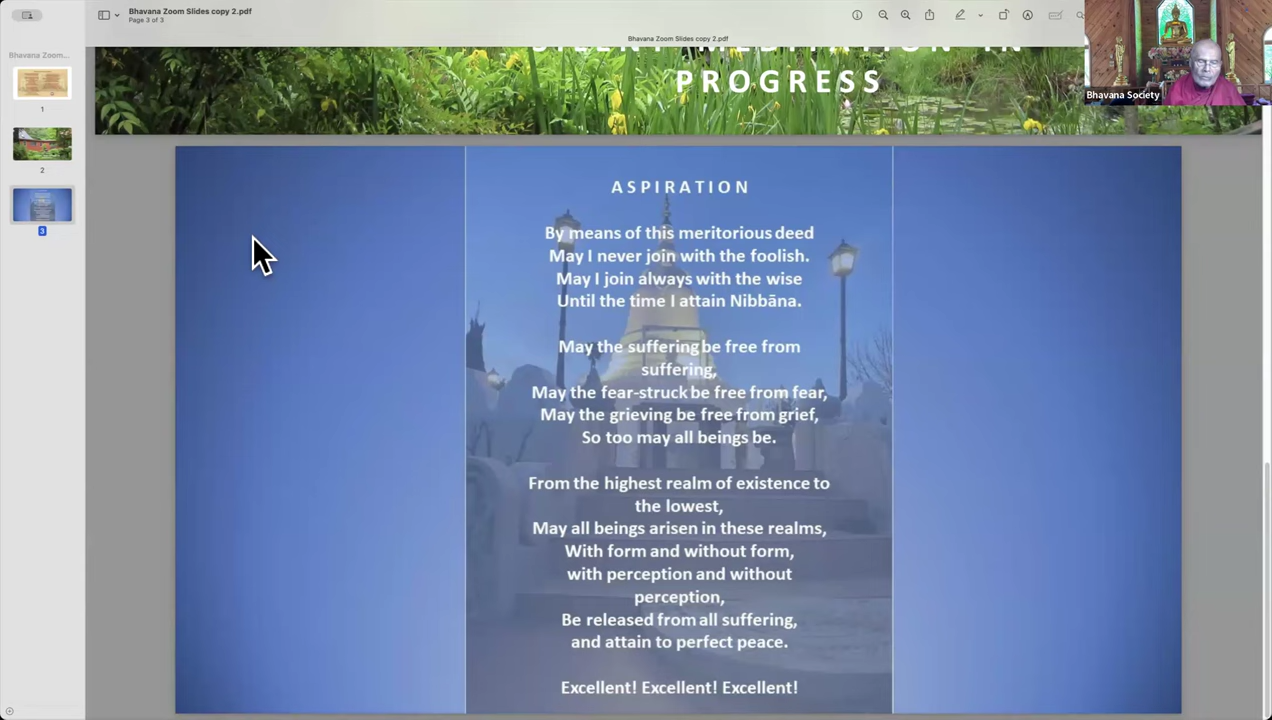 Bhavana Zoom Slides copy 2.pdf
Page 3 of 3
Bhavana Zoom Slides copy 2.pdf
Bhavana Zoom...
1
2
3
SILENT MEDITATION IN
PROGRESS
Bhavana Society
ASPIRATION
By means of this meritorious deed
May I never join with the foolish.
May I join always with the wise
Until the time I attain Nibbāna.
May the suffering be free from
suffering,
May the fear-struck be free from fear,
May the grieving be free from grief,
So too may all beings be.
From the highest realm of existence to
the lowest,
May all beings arisen in these realms,
With form and without form,
with perception and without
perception,
Be released from all suffering,
and attain to perfect peace.
Excellent! Excellent! Excellent!